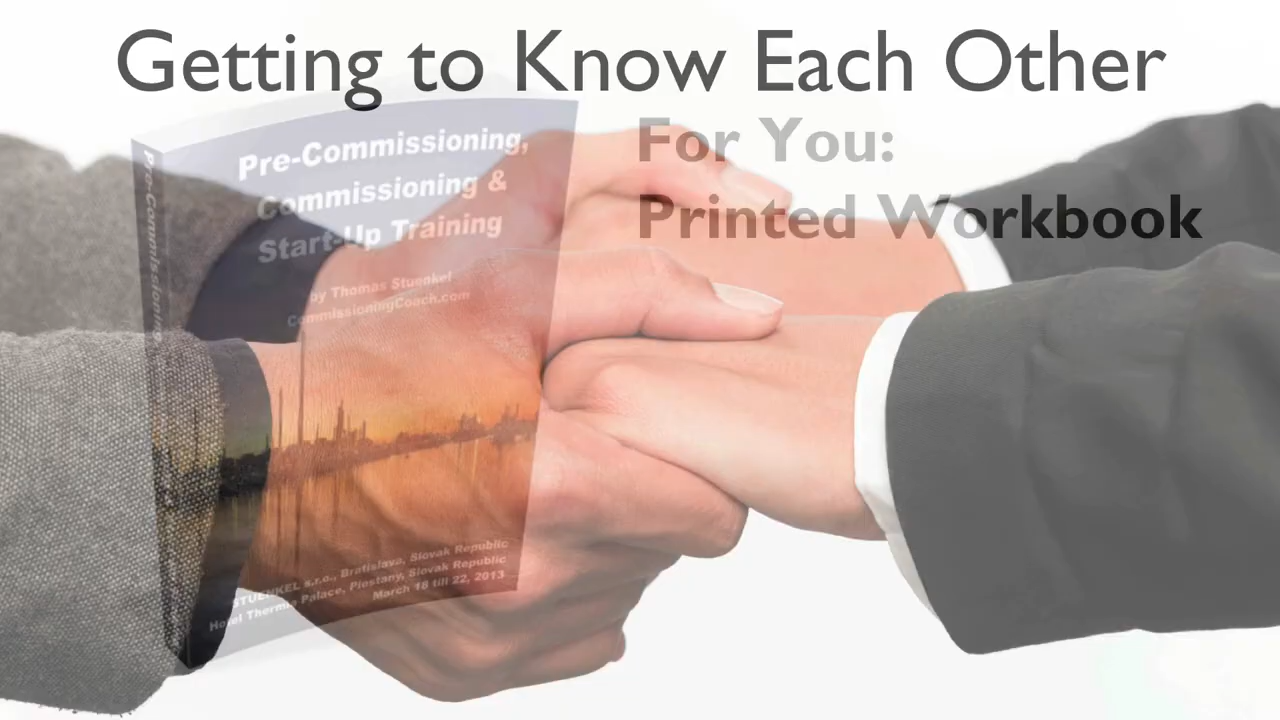 Getting to Know Each Other
For You:
Printed Workbook
Pre-Commissioning,
Commissioning &
Start-Up Training
by Thomas Stuenkel
CommissioningCoach.com
STUENKEL s.r.o., Bratislava, Slovak Republic
Hotel Thermia Palace, Piestany, Slovak Republic
March 18 till 22, 2013
Pre-Commissioning,